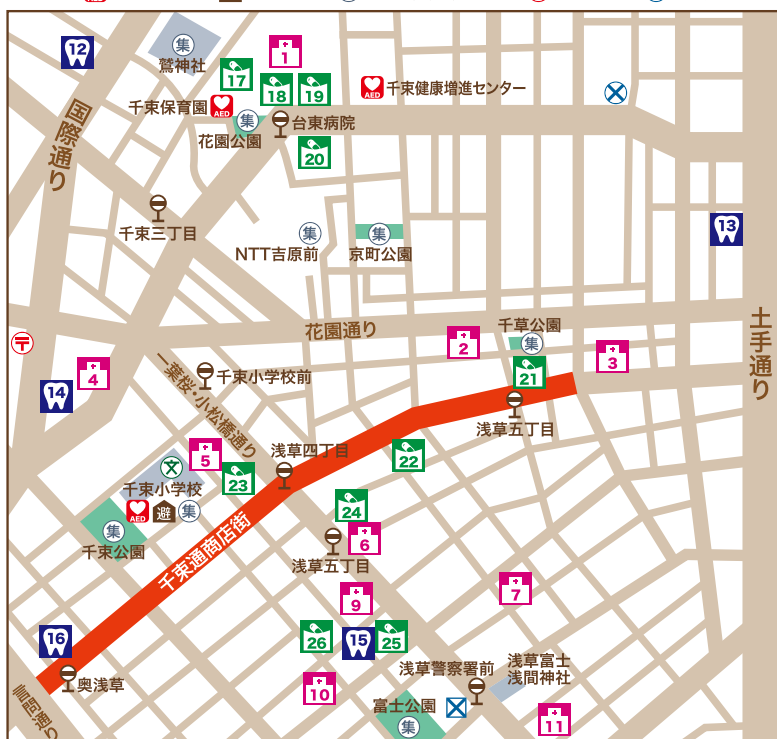 12
集
鷲神社
1
17
18
19
AED
千束健康増進センター
千束保育園
AED
集
花園公園
台東病院
20
国際通り
千束三丁目
集
NTT吉原前
集
京町公園
13
花園通り
千草公園
集
2
3
土手通り
〒
4
14
千束小学校前
一葉桜・小松橋通り
21
浅草五丁目
浅草四丁目
22
5
23
文
千束小学校
AED
避
集
集
千束公園
千束通商店街
24
6
浅草五丁目
7
9
26
15
25
16
奥浅草
言問通り
10
浅草警察署前
浅草富士
浅間神社
富士公園
集
11